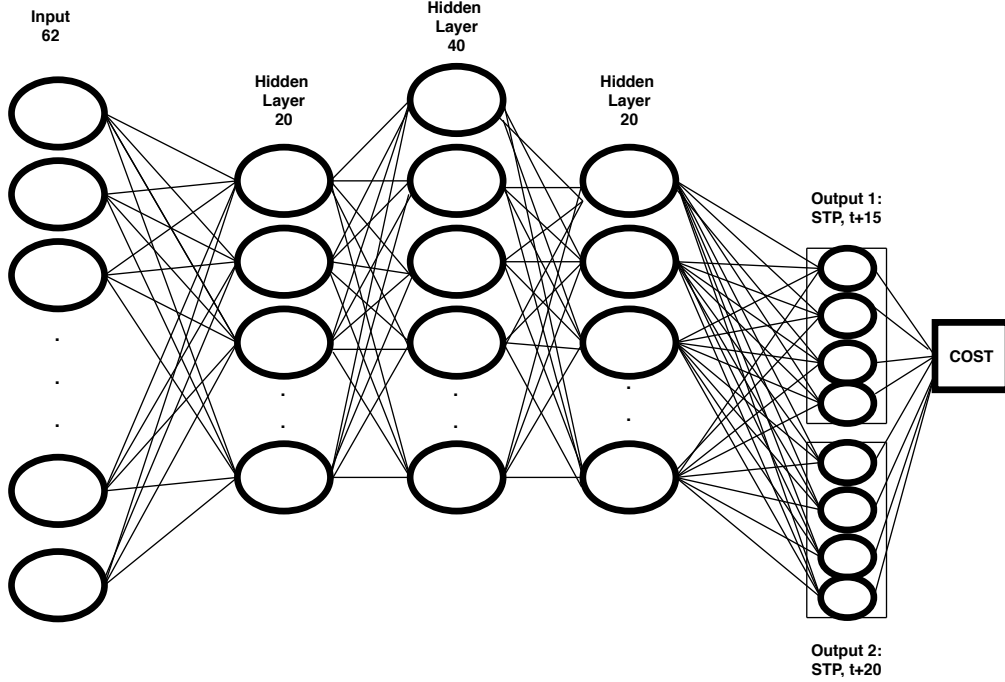 Input
62
Hidden
Layer
20
Hidden
Layer
40
Hidden
Layer
20
Output 1:
STP, t+15
COST
Output 2:
STP, t+20